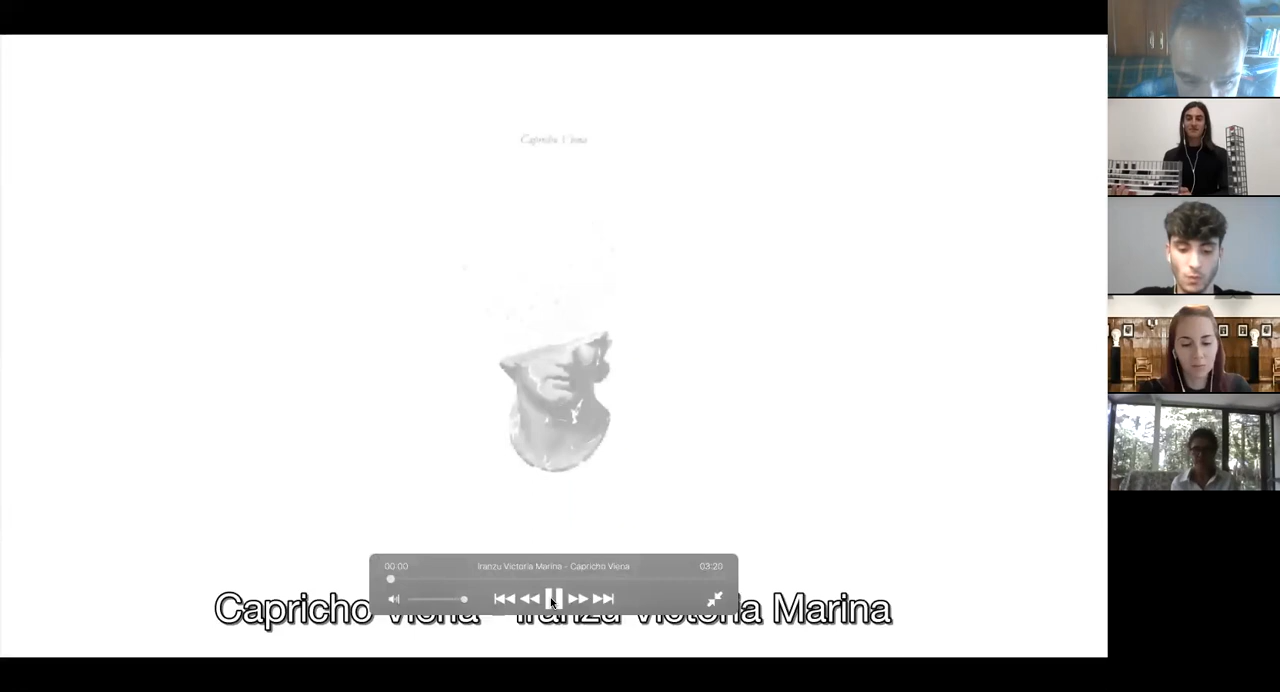 Capricho Viena
00:00
Iranzu Victoria Marina - Capricho Viena
03:20
Capricho Viena - Iranzu Victoria Marina